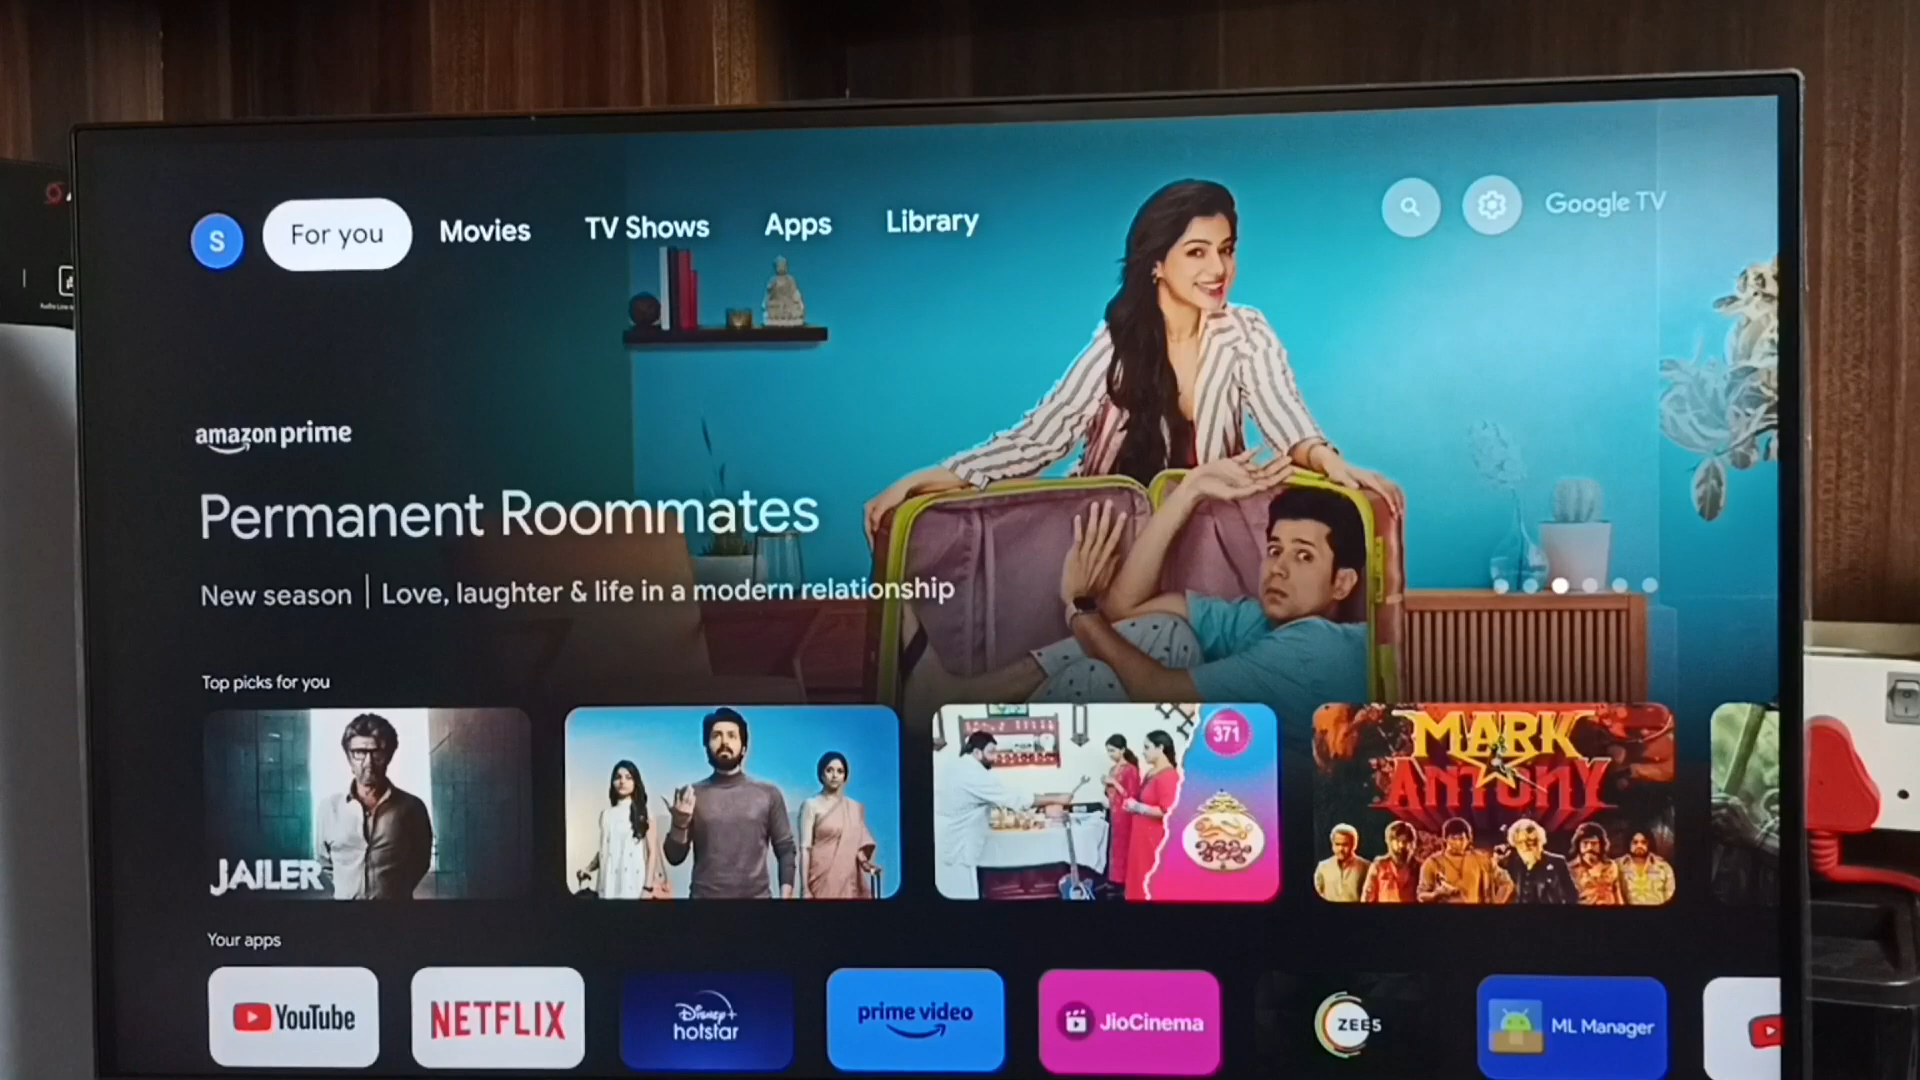 S
For you
Movies
TV Shows
Apps
Library
Google TV
amazon prime
Permanent Roommates
New season | Love, laughter & life in a modern relationship
Top picks for you
JAILER
371
MARK
ANTONY
Your apps
YouTube
NETFLIX
Disney+
hotstar
prime video
JioCinema
ZEE5
ML Manager